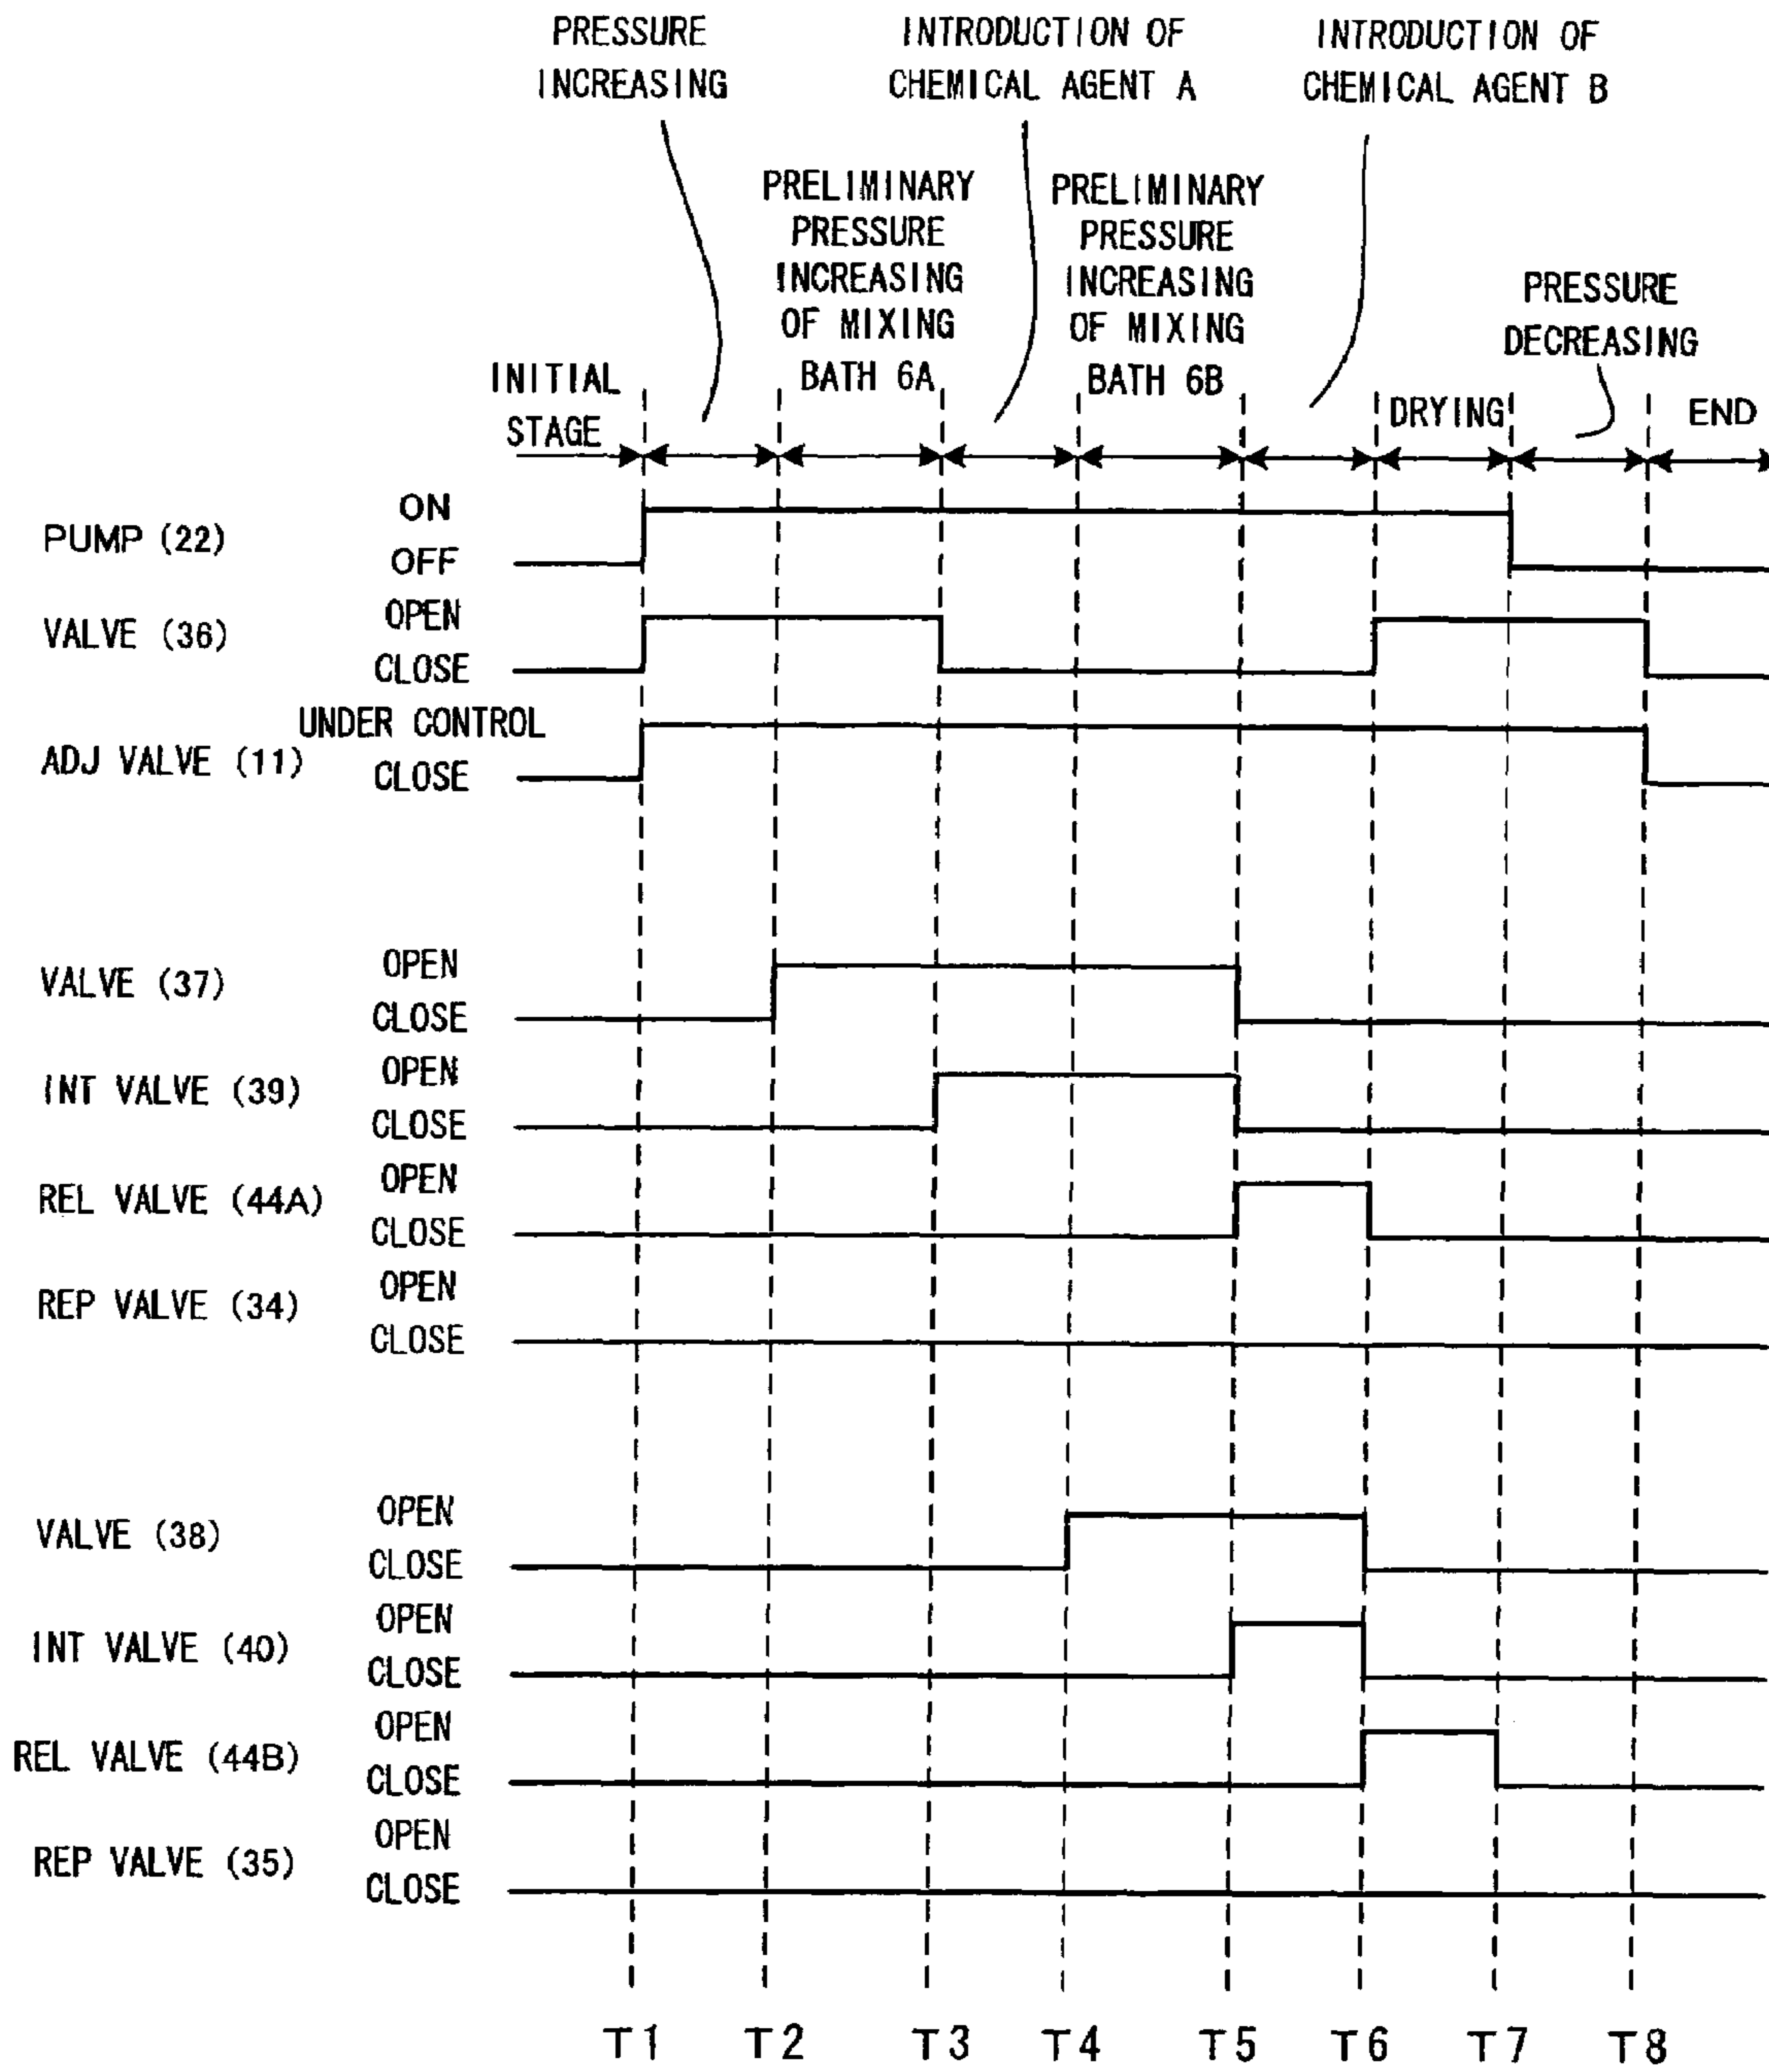 PRESSURE
INCREASING
INTRODUCTION OF
CHEMICAL AGENT A
INTRODUCTION OF
CHEMICAL AGENT B
PRELIMINARY
PRESSURE
INCREASING
OF MIXING
BATH 6A
PRELIMINARY
PRESSURE
INCREASING
OF MIXING
BATH 6B
PRESSURE
DECREASING
INITIAL
STAGE
DRYING
END
PUMP (22)
ON
OFF
VALVE (36)
OPEN
CLOSE
ADJ VALVE (11)
UNDER CONTROL
CLOSE
VALVE (37)
OPEN
CLOSE
INT VALVE (39)
OPEN
CLOSE
REL VALVE (44A)
OPEN
CLOSE
REP VALVE (34)
OPEN
CLOSE
VALVE (38)
OPEN
CLOSE
INT VALVE (40)
OPEN
CLOSE
REL VALVE (44B)
OPEN
CLOSE
REP VALVE (35)
OPEN
CLOSE
T1 T2 T3 T4 T5 T6 T7 T8